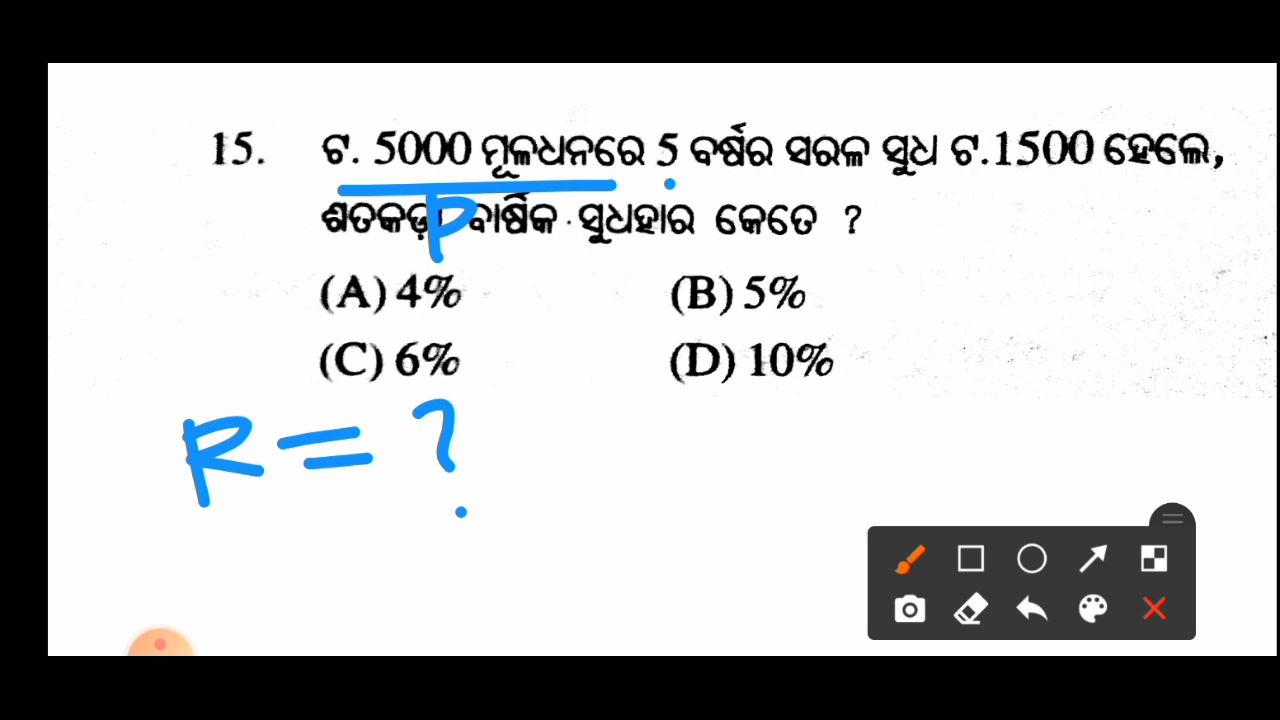 15. ଟ. 5000 ମୂଳଧନରେ 5 ବର୍ଷର ସରଳ ସୁଧ ଟ.1500 ହେଲେ,
ଶତକଡ଼ା ବାର୍ଷିକ ସୁଧହାର କେତେ ?
P
(A) 4% (B) 5%
(C) 6% (D) 10%
R = ?